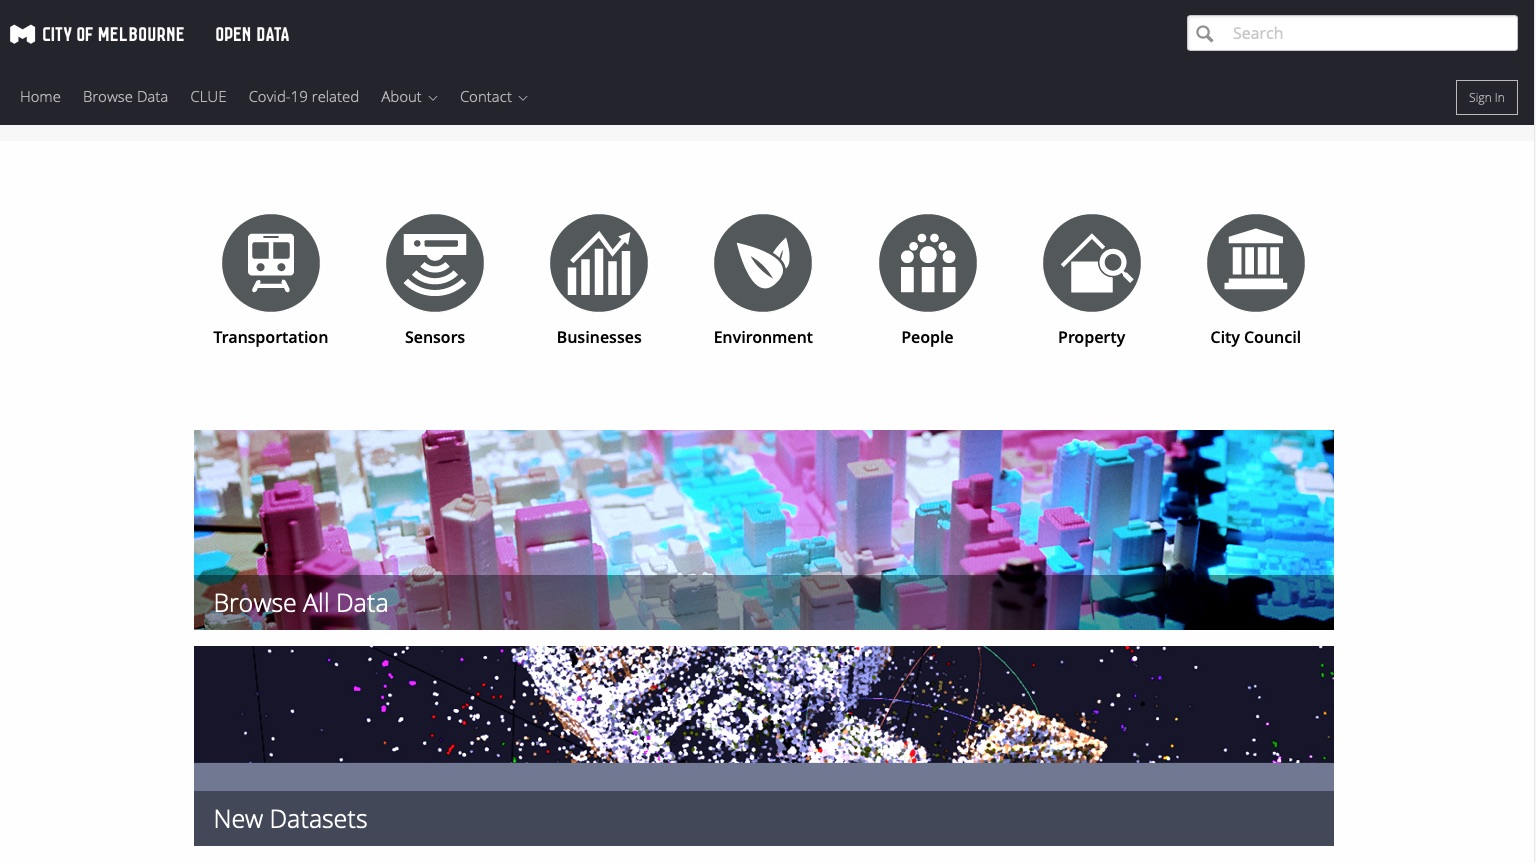 CITY OF MELBOURNE OPEN DATA
Search
Home Browse Data CLUE Covid-19 related About Contact
Sign In
Transportation Sensors Businesses Environment People Property City Council
Browse All Data
New Datasets